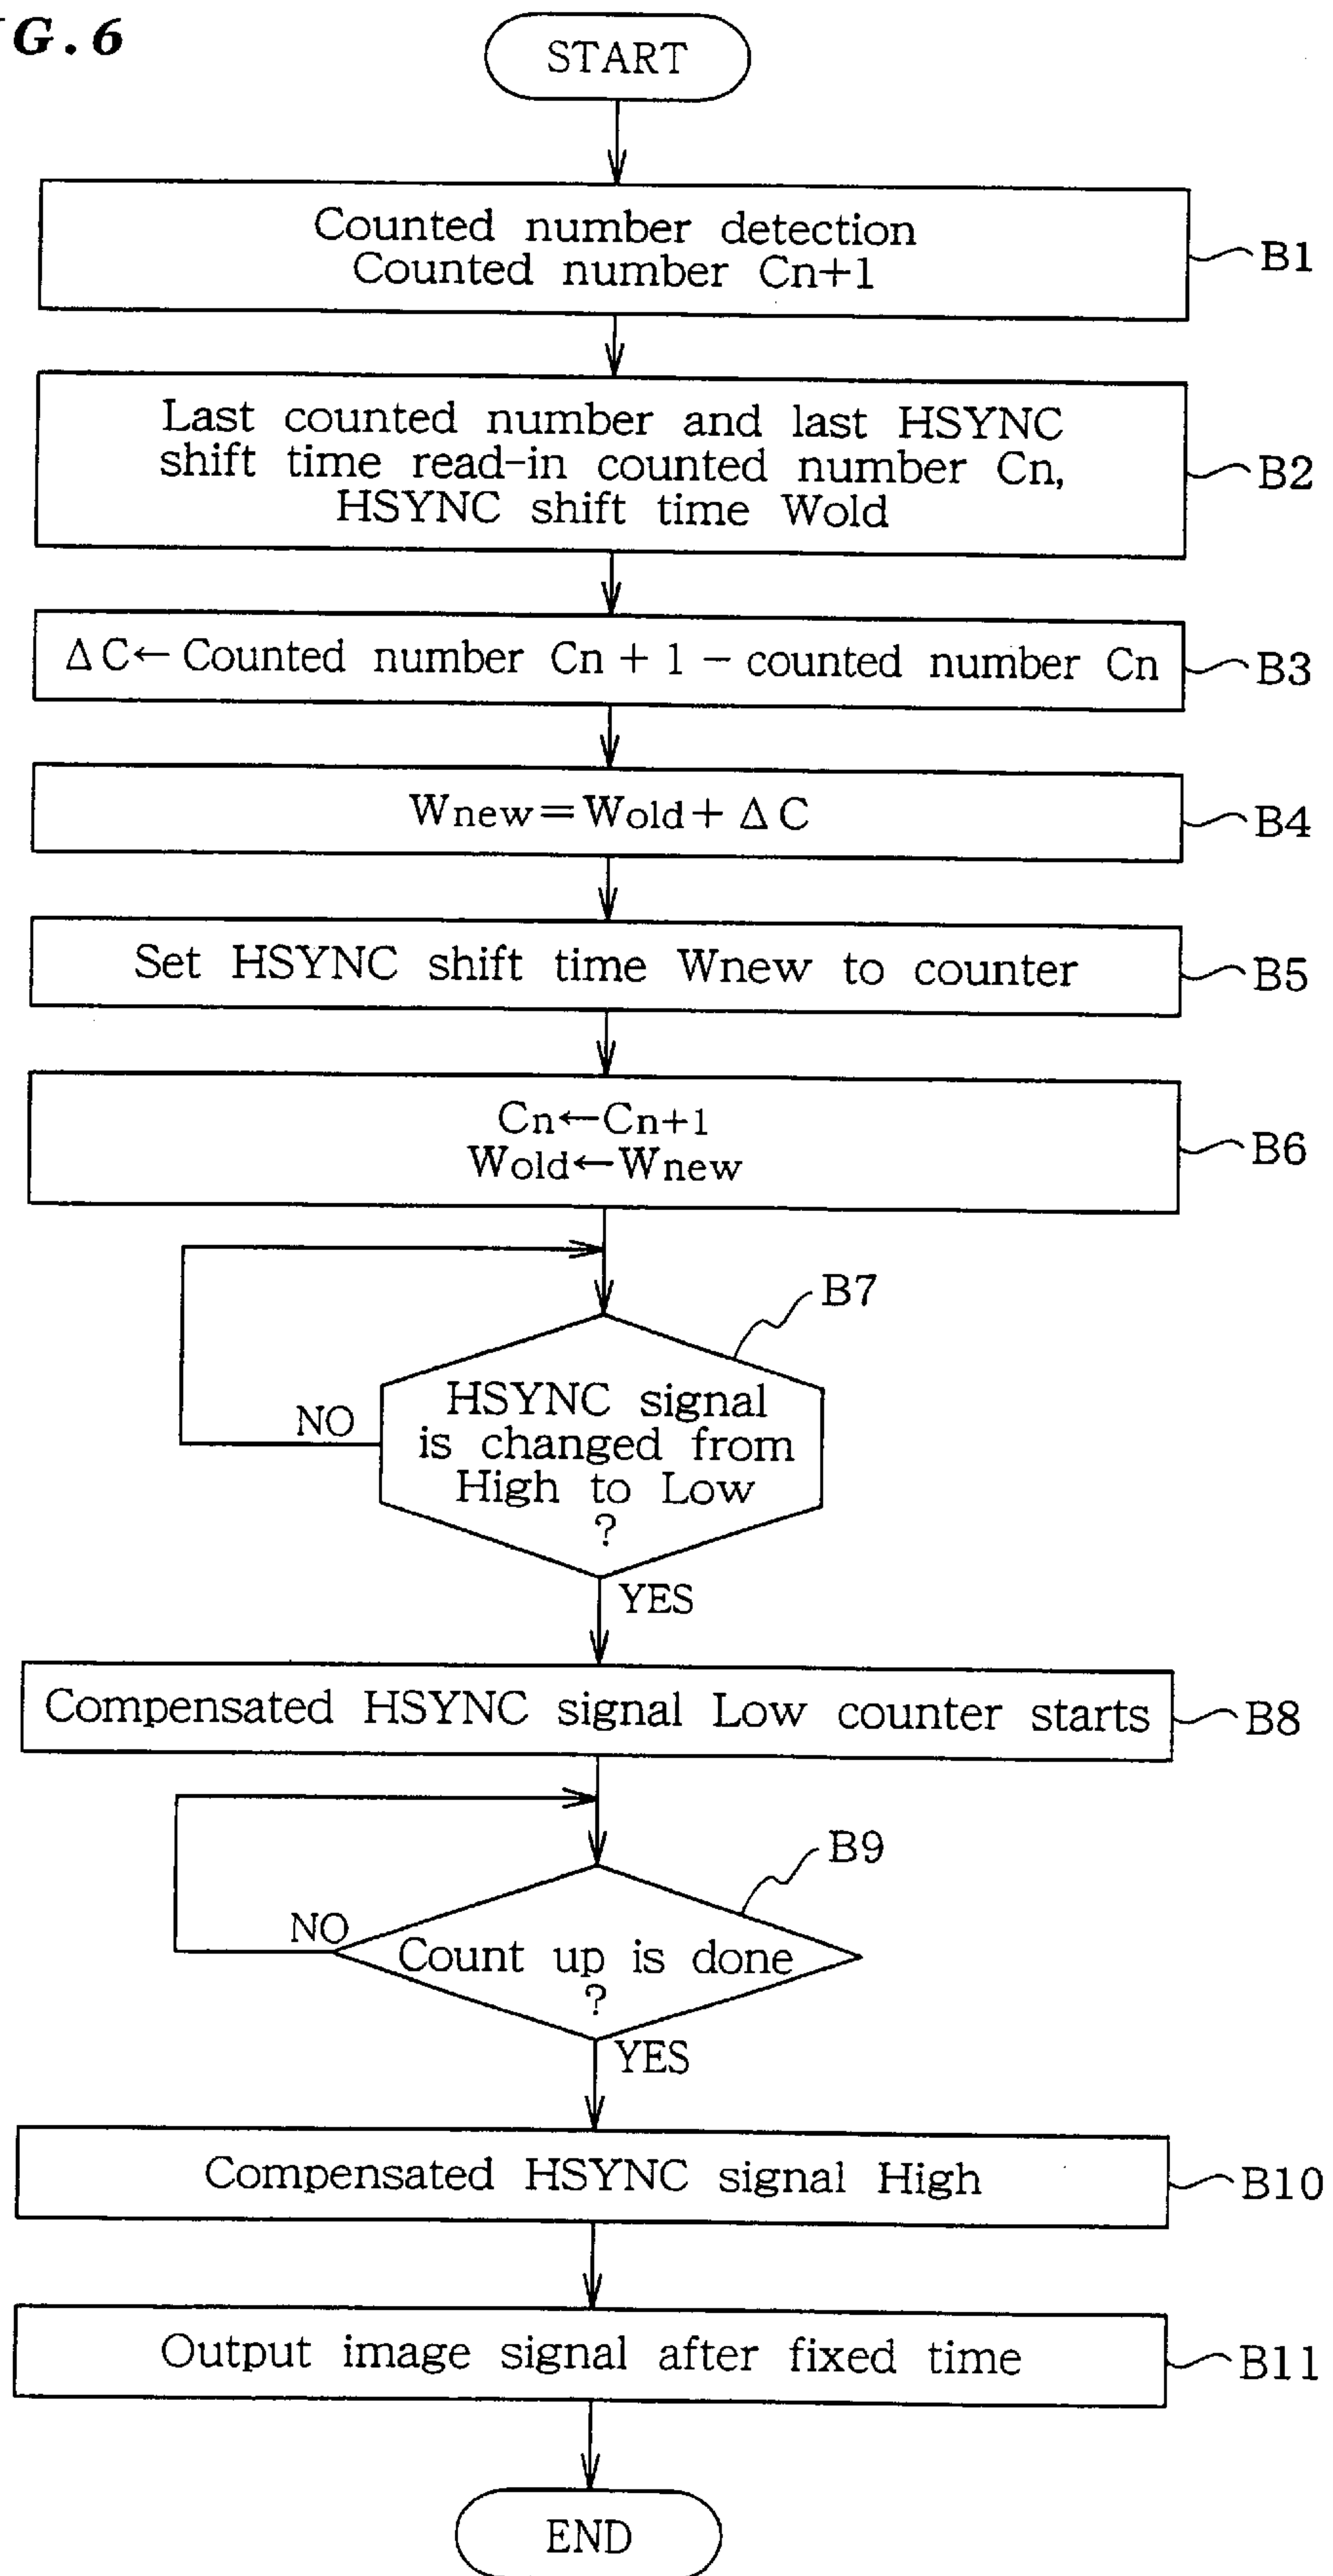 G.6
START
Counted number detection
Counted number Cn+1
B1
Last counted number and last HSYNC
shift time read-in counted number Cn,
HSYNC shift time Wold
B2
ΔC← Counted number Cn + 1 − counted number Cn
B3
Wnew=Wold+ ΔC
B4
Set HSYNC shift time Wnew to counter
B5
Cn←Cn+1
Wold←Wnew
B6
B7
HSYNC signal
is changed from
High to Low
?
NO
YES
Compensated HSYNC signal Low counter starts
B8
B9
NO
Count up is done
?
YES
Compensated HSYNC signal High
B10
Output image signal after fixed time
B11
END